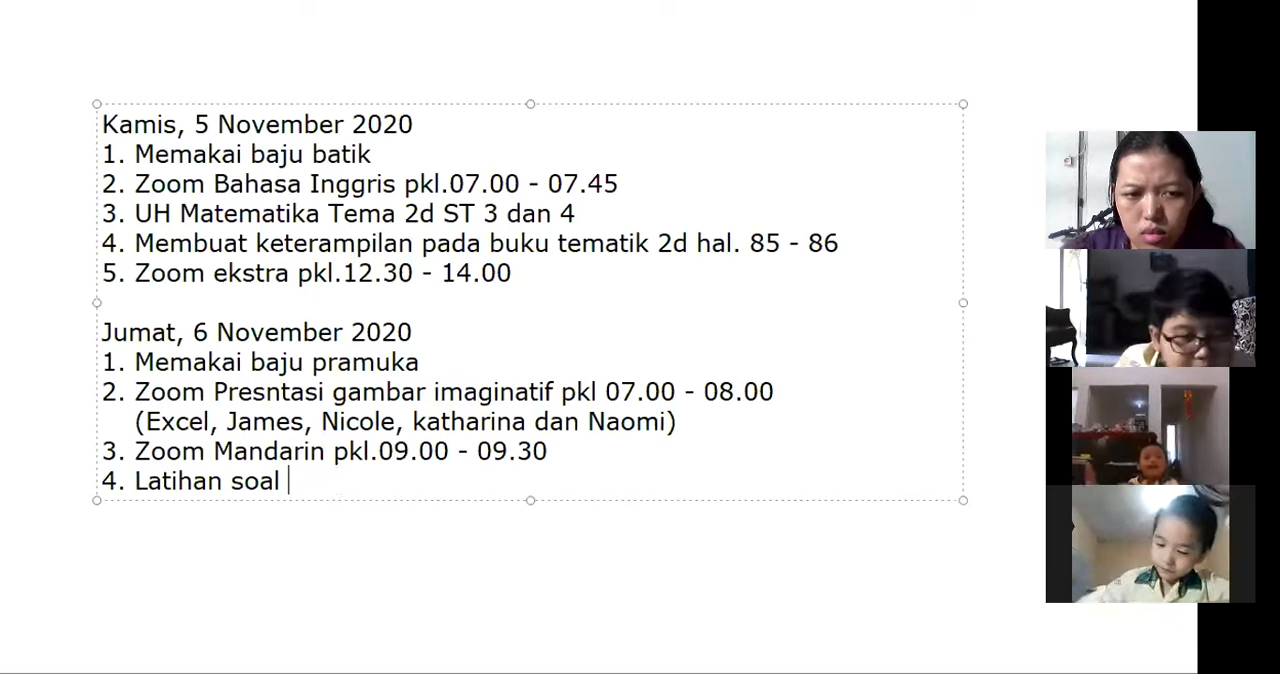 Kamis, 5 November 2020
1. Memakai baju batik
2. Zoom Bahasa Inggris pkl.07.00 - 07.45
3. UH Matematika Tema 2d ST 3 dan 4
4. Membuat keterampilan pada buku tematik 2d hal. 85 - 86
5. Zoom ekstra pkl.12.30 - 14.00
Jumat, 6 November 2020
1. Memakai baju pramuka
2. Zoom Presntasi gambar imaginatif pkl 07.00 - 08.00
(Excel, James, Nicole, katharina dan Naomi)
3. Zoom Mandarin pkl.09.00 - 09.30
4. Latihan soal